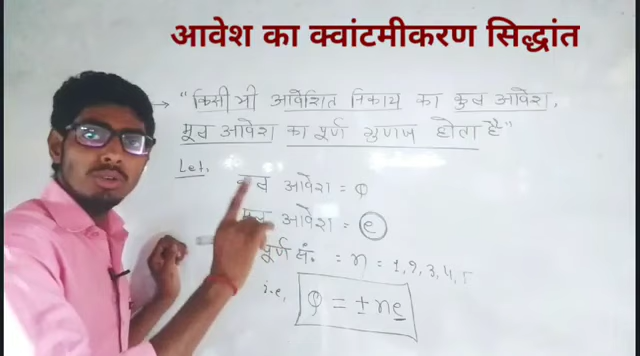 आवेश का क्वांटमीकरण सिद्धांत
→ "किसी भी आवेशित निकाय का कुल आवेश,
मूल आवेश का पूर्ण गुणज होता है"
Let,
कुल आवेश = Q
मूल आवेश = e
पूर्ण सं. = n = 1, 2, 3, 4, 5
i.e, Q = ± ne